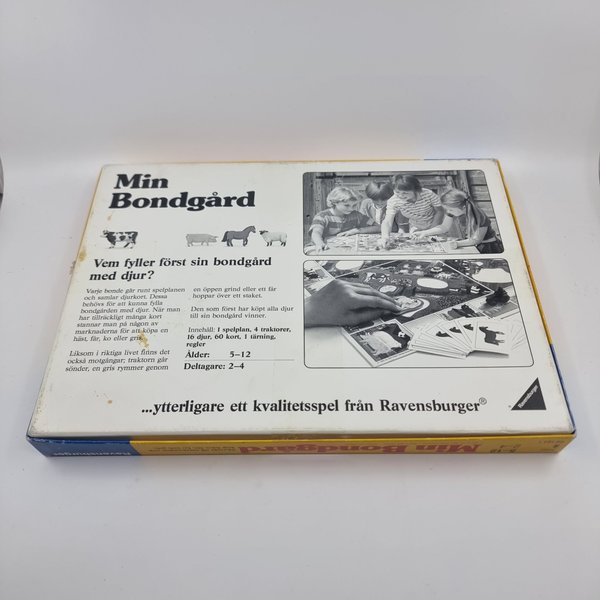 Min
Bondgård
Vem fyller först sin bondgård
med djur?
Varje bonde går runt spelplanen
och samlar djurkort. Dessa
behövs för att kunna fylla
bondgården med djur. När man
har tillräckligt många kort
stannar man på någon av
marknaderna för att köpa en
häst, får, ko eller gris.
Liksom i riktiga livet finns det
också motgångar; traktorn går
sönder, en gris rymmer genom
en öppen grind eller ett får
hoppar över ett staket.
Den som först har köpt alla djur
till sin bondgård vinner.
Innehåll: 1 spelplan, 4 traktorer,
16 djur, 60 kort, 1 tärning,
regler
Ålder: 5–12
Deltagare: 2–4
...ytterligare ett kvalitetsspel från Ravensburger®
Ravensburger
Ravensburger
Min Bondgård